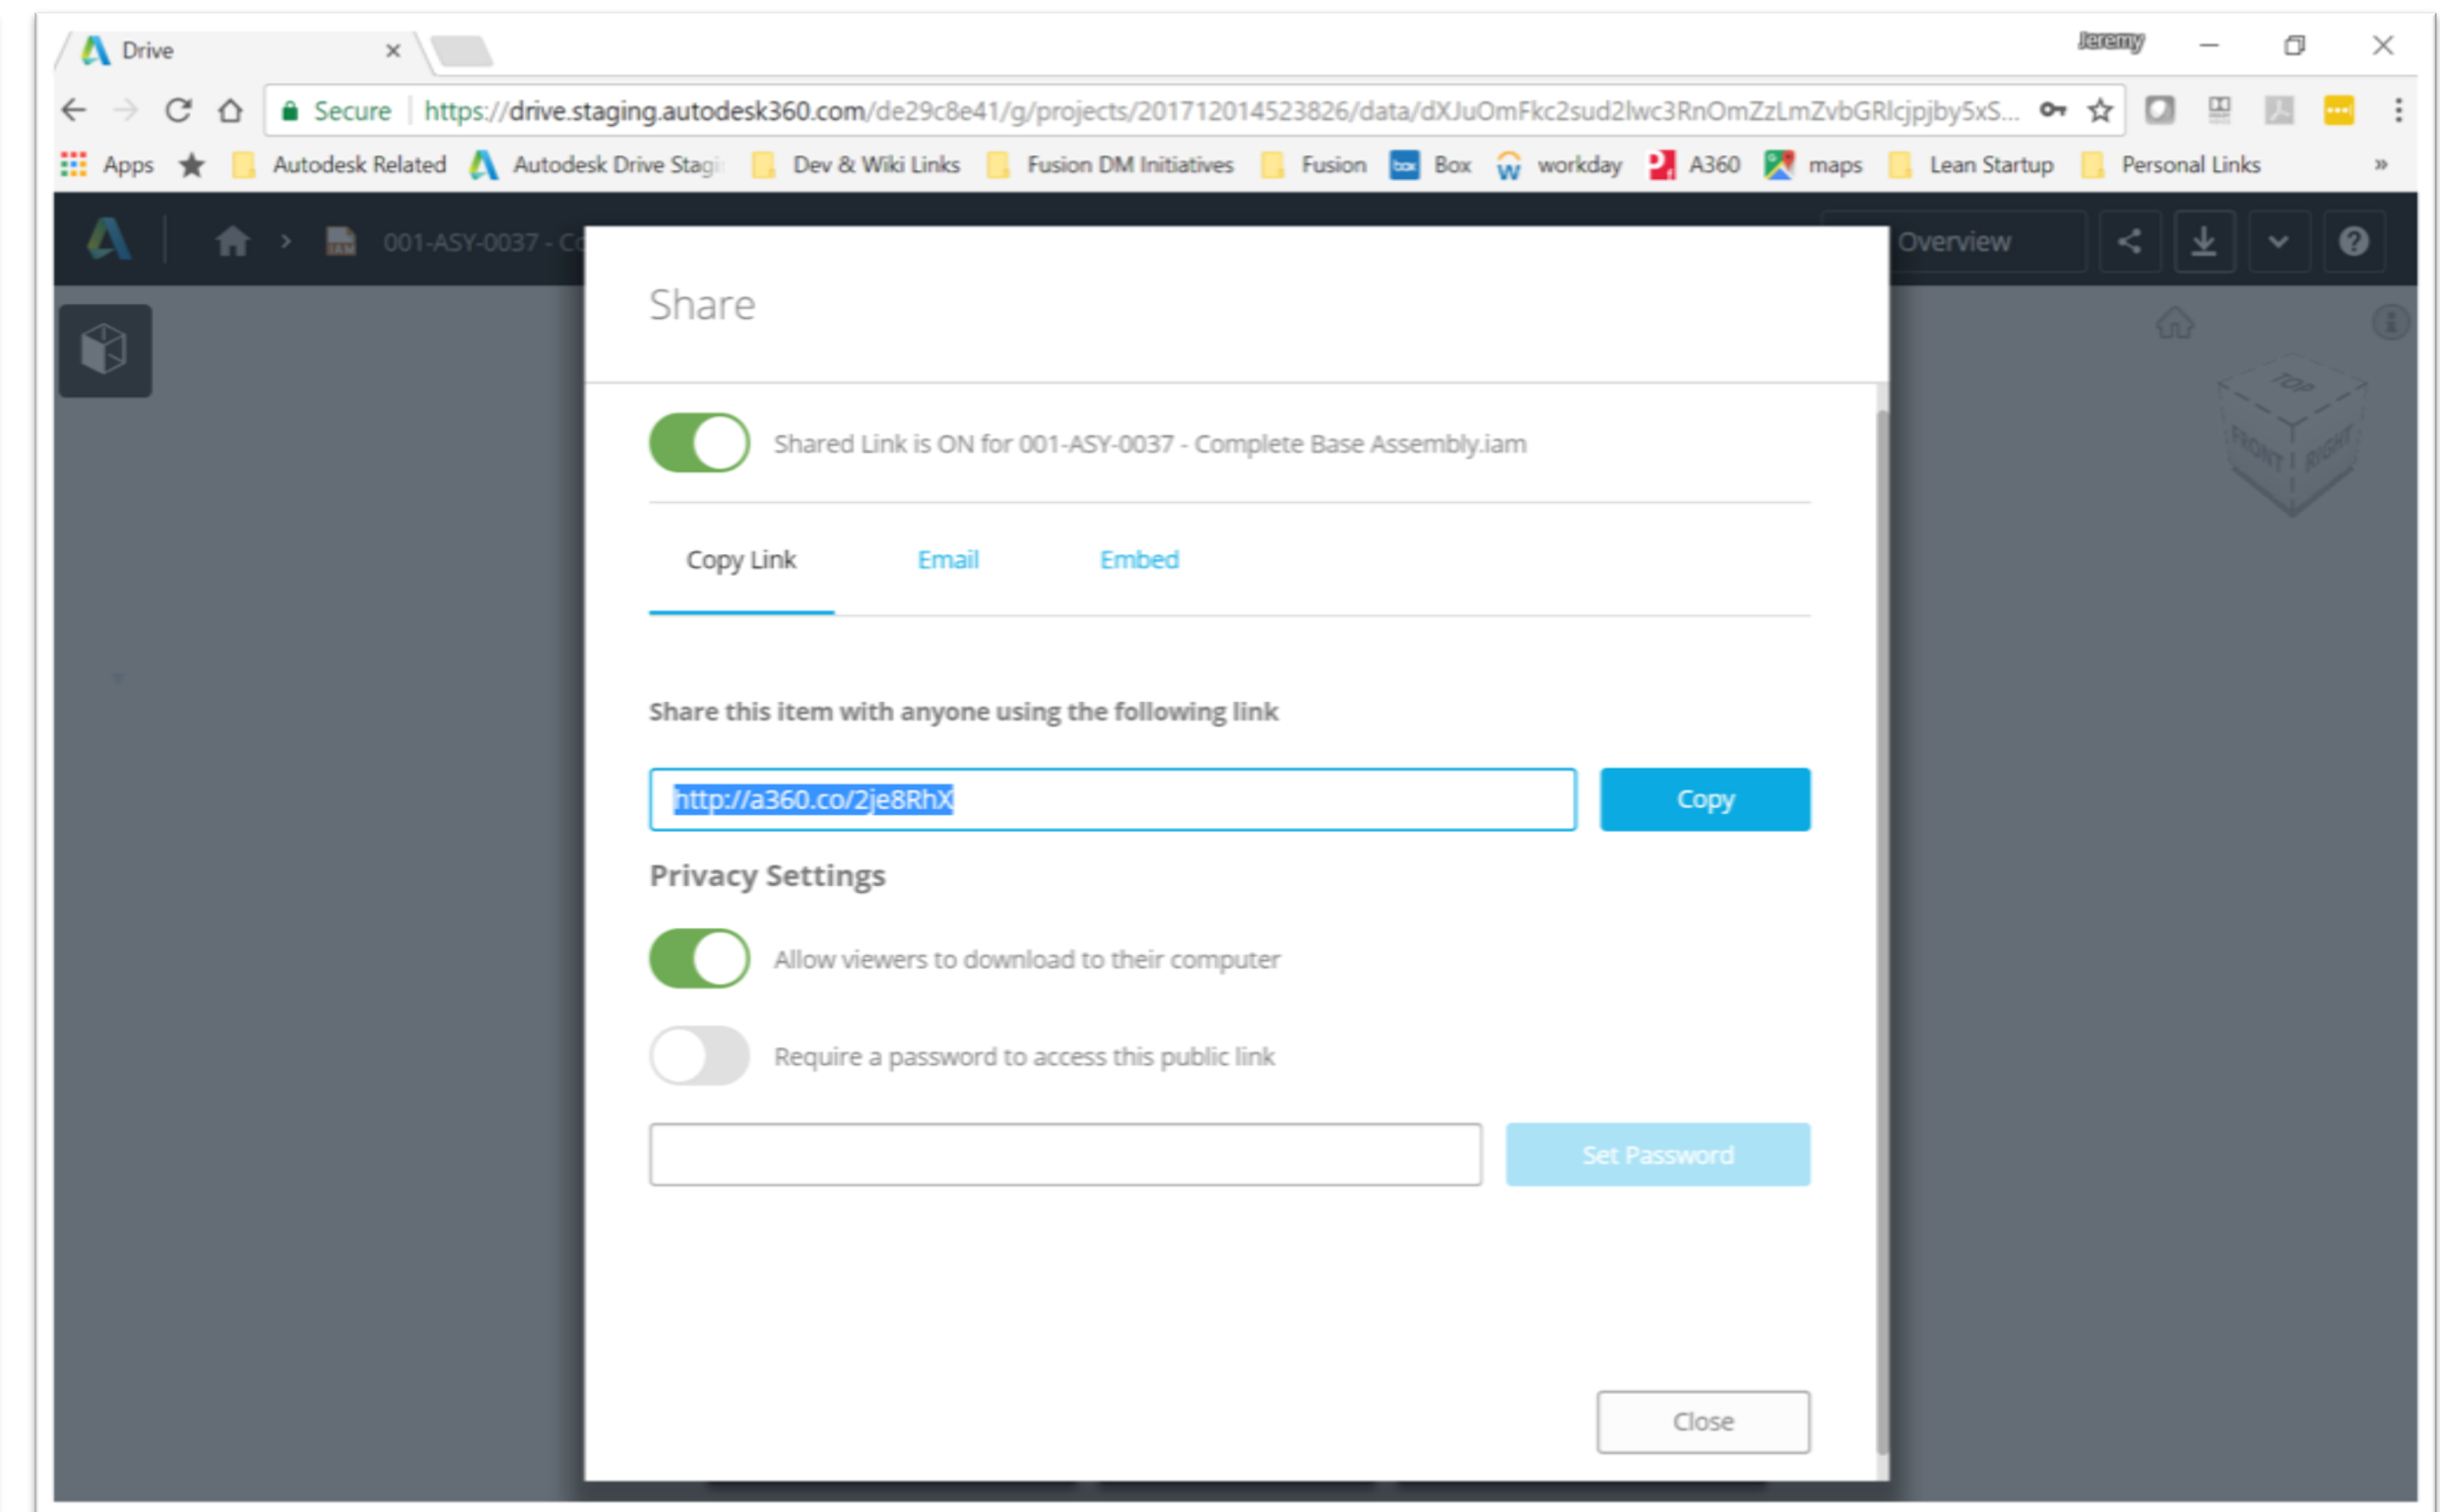 Drive
Jeremy
Secure https://drive.staging.autodesk360.com/de29c8e41/g/projects/201712014523826/data/dXJuOmFkc2sud2lwc3RnOmZzLmZvbGRlcjpjby5xS...
Apps Autodesk Related Autodesk Drive Stagi Dev & Wiki Links Fusion DM Initiatives Fusion box Box workday A360 maps Lean Startup Personal Links »
001-ASY-0037 - Co Overview
Share
TOP
FRONT RIGHT
Shared Link is ON for 001-ASY-0037 - Complete Base Assembly.iam
Copy Link Email Embed
Share this item with anyone using the following link
http://a360.co/2je8RhX Copy
Privacy Settings
Allow viewers to download to their computer
Require a password to access this public link
Set Password
Close